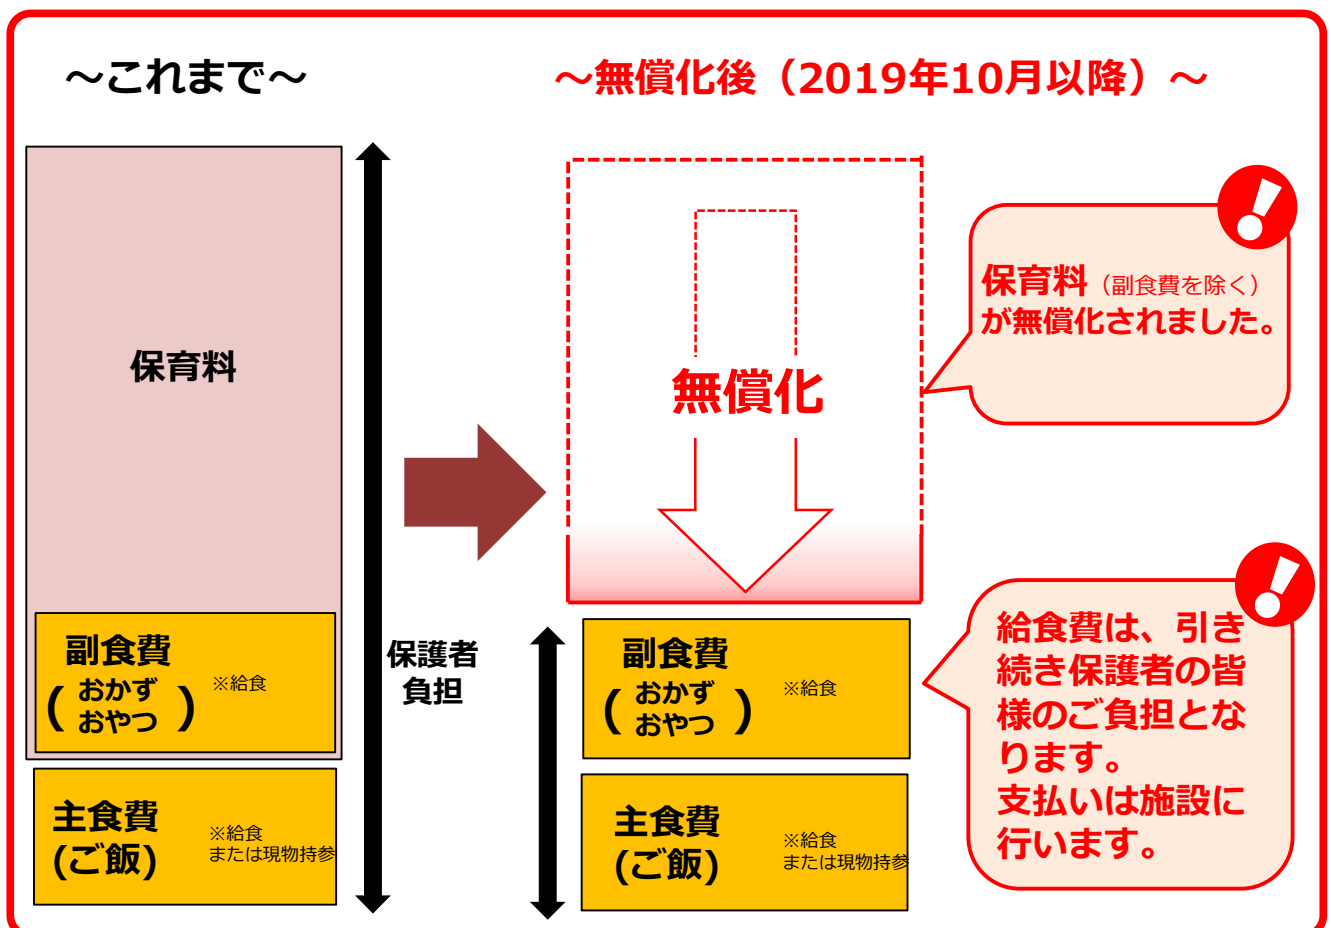 ～これまで～
～無償化後（2019年10月以降）～
保育料
副食費
( おかず
おやつ )
※給食
主食費
(ご飯)
※給食
または現物持参
保護者
負担
無償化
副食費
( おかず
おやつ )
※給食
主食費
(ご飯)
※給食
または現物持参
保育料（副食費を除く）
が無償化されました。
給食費は、引き
続き保護者の皆
様のご負担とな
ります。
支払いは施設に
行います。